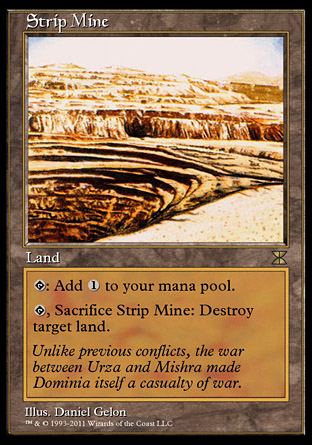 Strip Mine
Land
: Add 1 to your mana pool.
, Sacrifice Strip Mine: Destroy
target land.
Unlike previous conflicts, the war
between Urza and Mishra made
Dominia itself a casualty of war.
Illus. Daniel Gelon
™ & © 1993-2011 Wizards of the Coast LLC